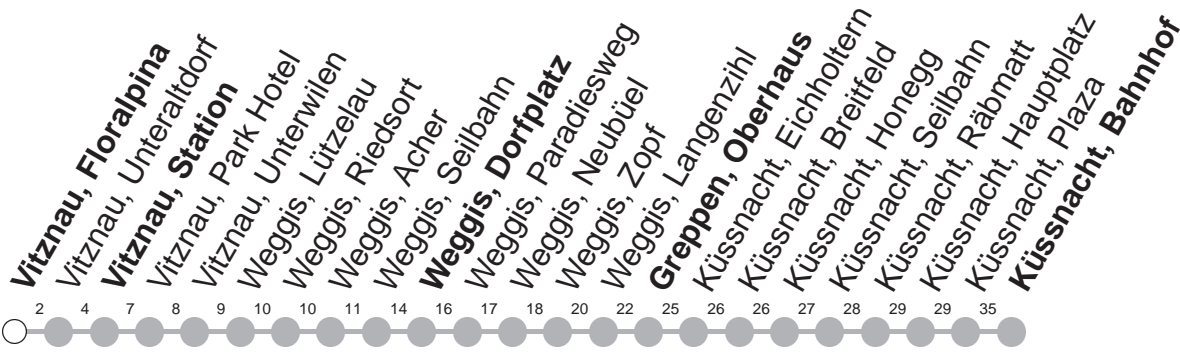 Vitznau, Floralpina
Vitznau, Unteraltdorf
Vitznau, Station
Vitznau, Park Hotel
Vitznau, Unterwilen
Weggis, Lützelau
Weggis, Riedsort
Weggis, Acher
Weggis, Seilbahn
Weggis, Dorfplatz
Weggis, Paradiesweg
Weggis, Neubüel
Weggis, Zopf
Weggis, Langenzihl
Greppen, Oberhaus
Küssnacht, Eichholtern
Küssnacht, Breitfeld
Küssnacht, Honegg
Küssnacht, Seilbahn
Küssnacht, Räbmatt
Küssnacht, Hauptplatz
Küssnacht, Plaza
Küssnacht, Bahnhof
2 4 7 8 9 10 10 11 14 16 17 18 20 22 25 26 26 27 28 29 29 35